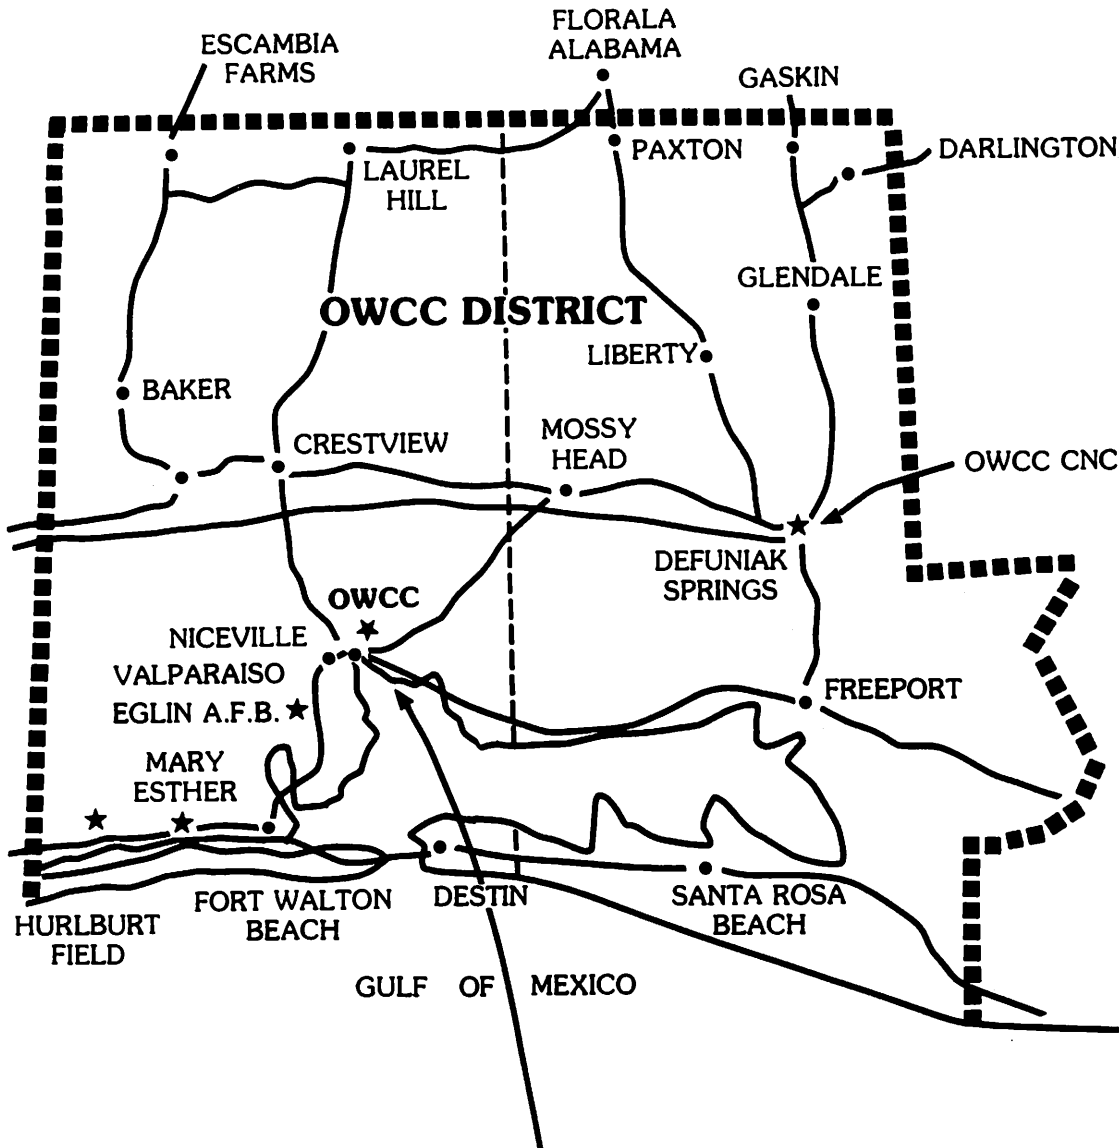 FLORALA
ALABAMA
ESCAMBIA
FARMS
GASKIN
LAUREL
HILL
PAXTON
DARLINGTON
GLENDALE
OWCC DISTRICT
LIBERTY
BAKER
CRESTVIEW
MOSSY
HEAD
OWCC CNC
DEFUNIAK
SPRINGS
OWCC
NICEVILLE
VALPARAISO
EGLIN A.F.B.
FREEPORT
MARY
ESTHER
HURLBURT
FIELD
FORT WALTON
BEACH
DESTIN
SANTA ROSA
BEACH
GULF OF MEXICO